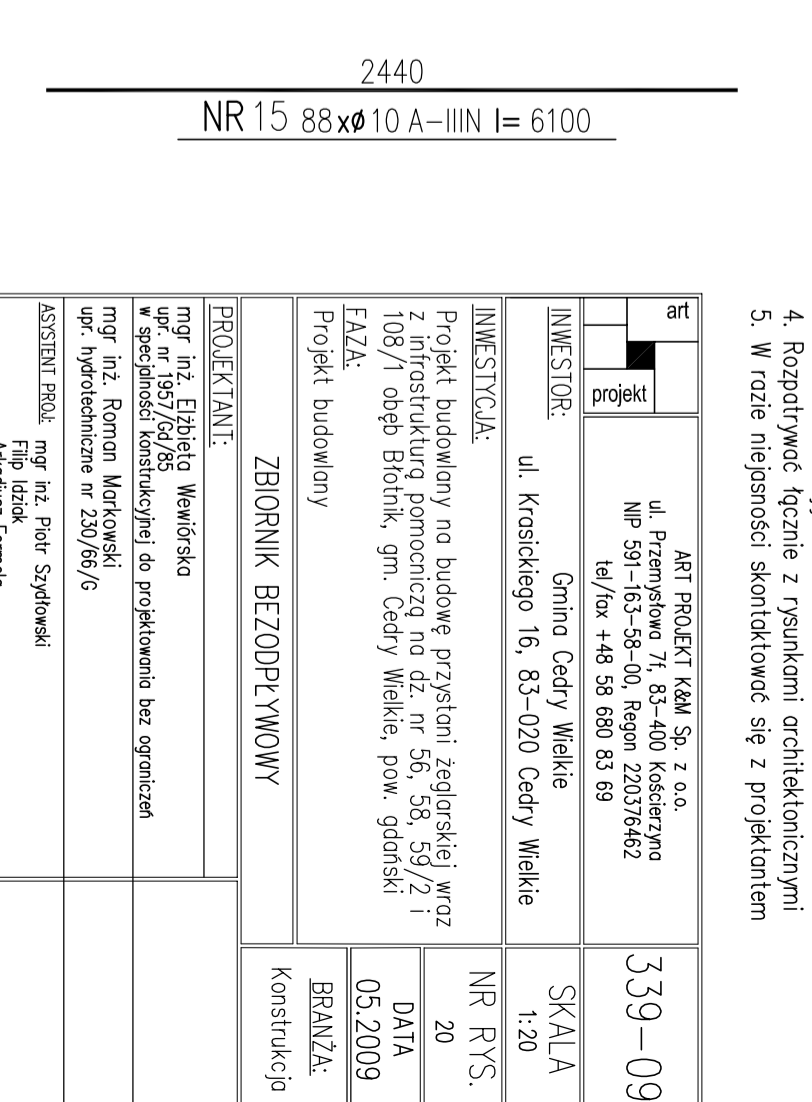 2440
NR 15 88xø10 A-IIIN l= 6100
4. Rozpatrywać łącznie z rysunkami architektonicznymi
5. W razie niejasności skontaktować się z projektantem
art
projekt
ART PROJEKT K&M Sp. z o.o.
ul. Przemysłowa 7f, 83-400 Kościerzyna
NIP 591-163-58-00, Regon 220376462
tel/fax +48 58 680 83 69
339-09
INWESTOR:
Gmina Cedry Wielkie
ul. Krasickiego 16, 83-020 Cedry Wielkie
SKALA
1:20
INWESTYCJA:
Projekt budowlany na budowę przystani żeglarskiej wraz
z infrastrukturą pomocniczą na dz. nr 56, 58, 59/2 i
108/1 obęb Błotnik, gm. Cedry Wielkie, pow. gdański
NR RYS.
20
FAZA:
Projekt budowlany
DATA
05.2009
ZBIORNIK BEZODPŁYWOWY
BRANŻA:
Konstrukcja
PROJEKTANT:
mgr inż. Elżbieta Wewiórska
upr. nr 1957/Gd/85
w specjalności konstrukcyjnej do projektowania bez ograniczeń
mgr inż. Roman Markowski
upr. hydrotechniczne nr 230/66/G
ASYSTENT PROJ: mgr inż. Piotr Szydłowski
Filip Idziak